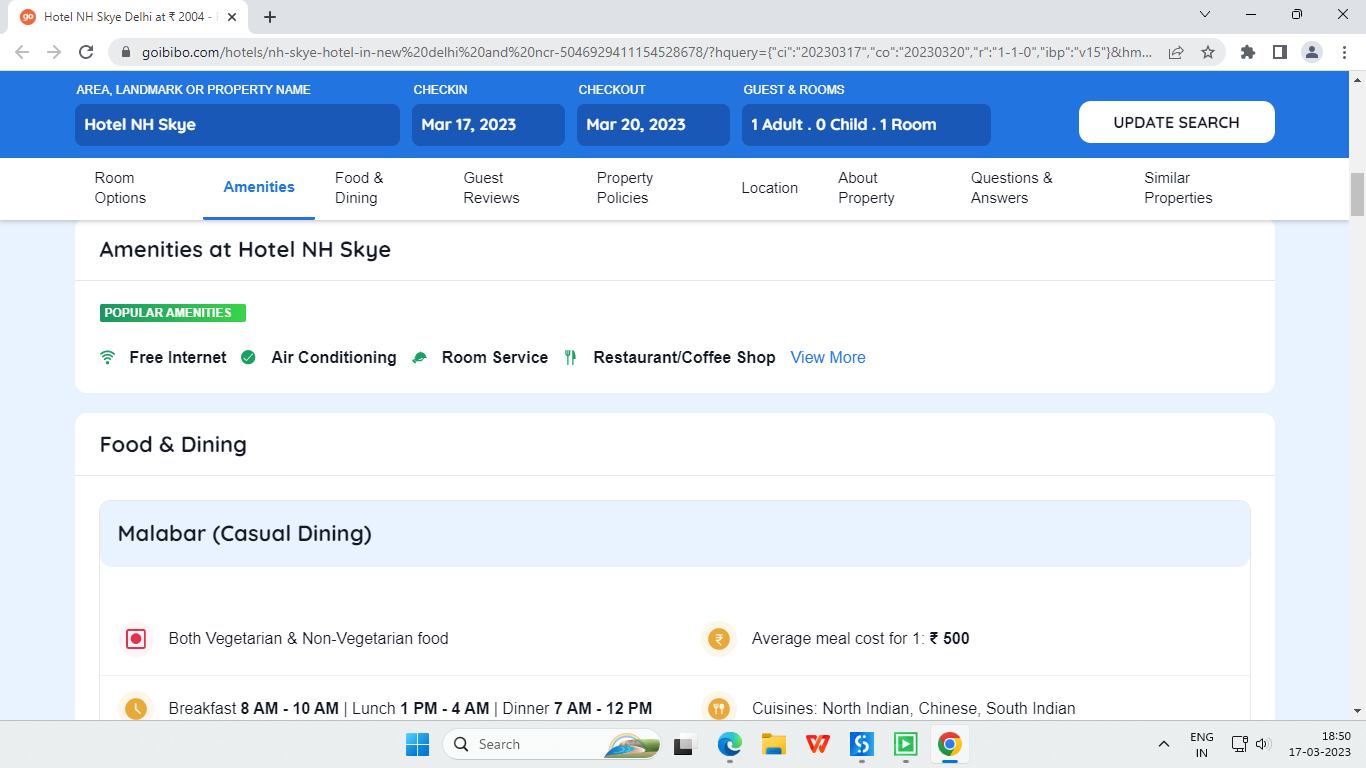 go Hotel NH Skye Delhi at ₹ 2004 -
goibibo.com/hotels/nh-skye-hotel-in-new%20delhi%20and%20ncr-5046929411154528678/?hquery={"ci":"20230317","co":"20230320","r":"1-1-0","ibp":"v15"}&hm...
AREA, LANDMARK OR PROPERTY NAME CHECKIN CHECKOUT GUEST & ROOMS
Hotel NH Skye Mar 17, 2023 Mar 20, 2023 1 Adult . 0 Child . 1 Room UPDATE SEARCH
Room Options Amenities Food & Dining Guest Reviews Property Policies Location About Property Questions & Answers Similar Properties
Amenities at Hotel NH Skye
POPULAR AMENITIES
Free Internet Air Conditioning Room Service Restaurant/Coffee Shop View More
Food & Dining
Malabar (Casual Dining)
Both Vegetarian & Non-Vegetarian food ₹ Average meal cost for 1: ₹ 500
Breakfast 8 AM - 10 AM | Lunch 1 PM - 4 AM | Dinner 7 AM - 12 PM Cuisines: North Indian, Chinese, South Indian
Search ENG IN 18:50
17-03-2023